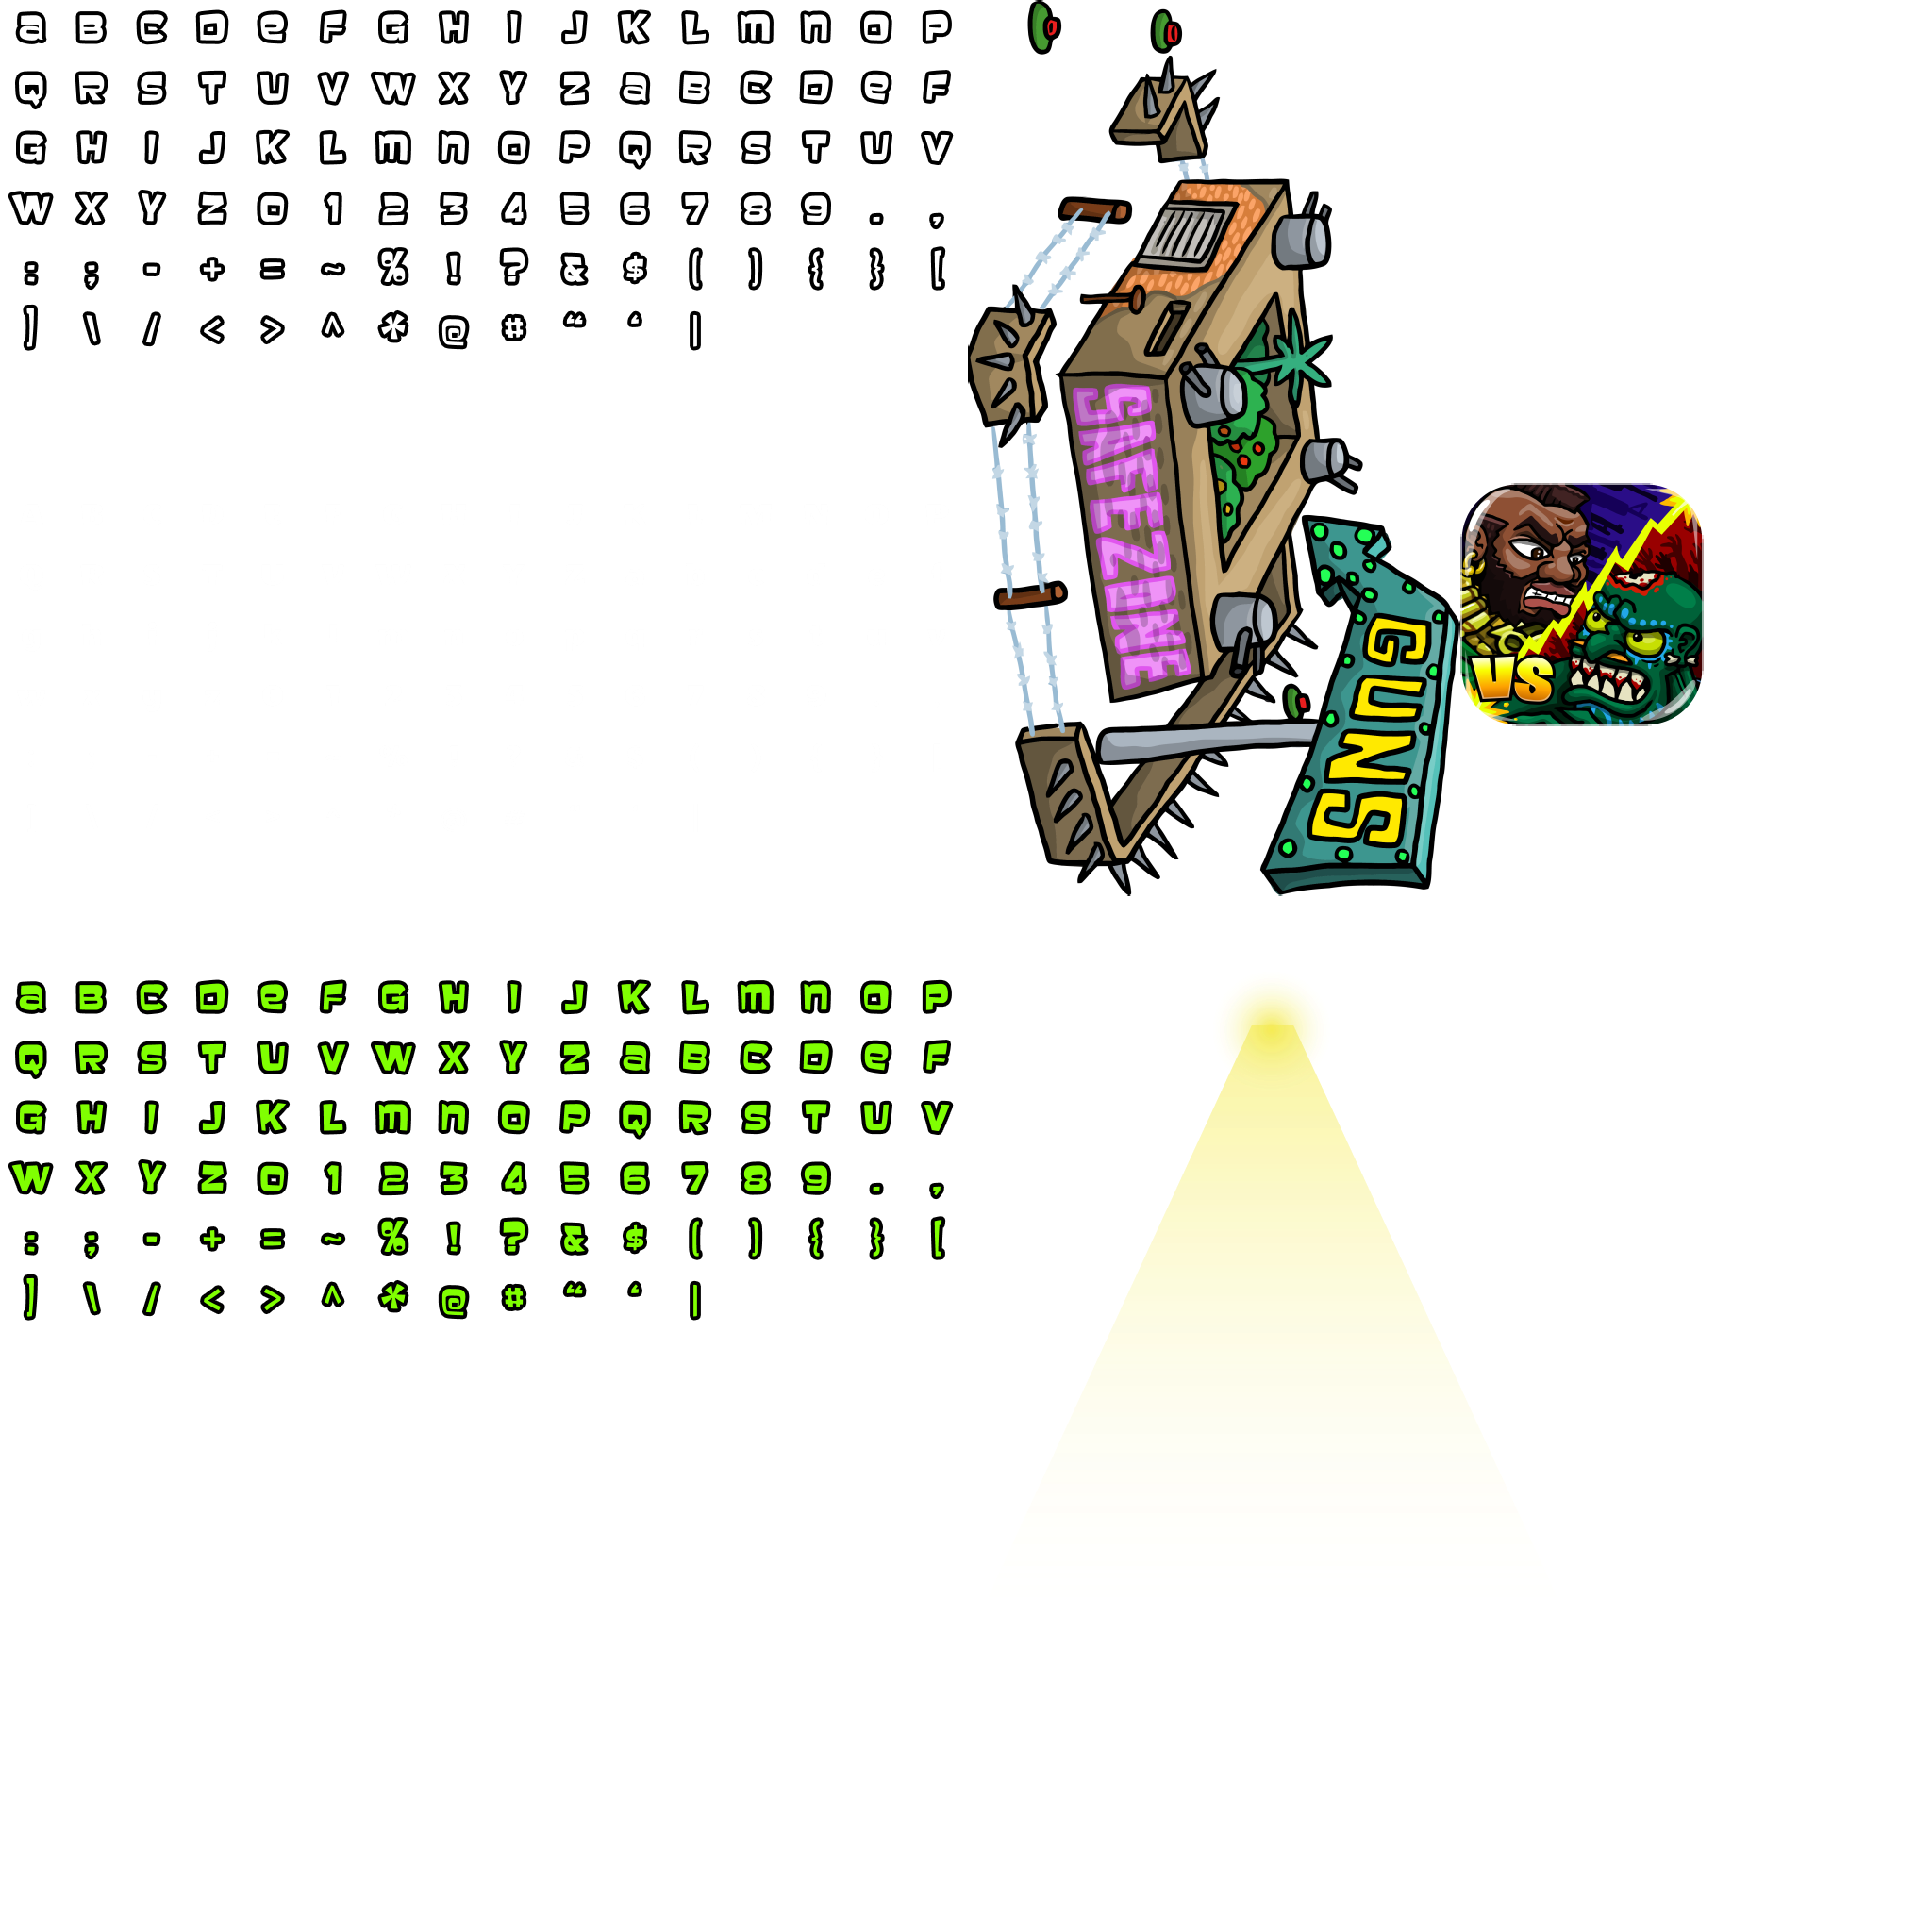 a B C D e F G H I J K L m n o P
Q R S T U V W X Y Z a B C D e F
G H I J K L m n O P Q R S T U V
W X Y Z 0 1 2 3 4 5 6 7 8 9 . ,
: ; - + = ~ % ! ? & $ ( ) { } [
] \ / < > ^ * @ # “ ‘ |
SAFEZONE
GUNS
VS
a B C D e F G H I J K L m n o P
Q R S T U V W X Y Z a B C D e F
G H I J K L m n O P Q R S T U V
W X Y Z 0 1 2 3 4 5 6 7 8 9 . ,
: ; - + = ~ % ! ? & $ ( ) { } [
] \ / < > ^ * @ # “ ‘ |